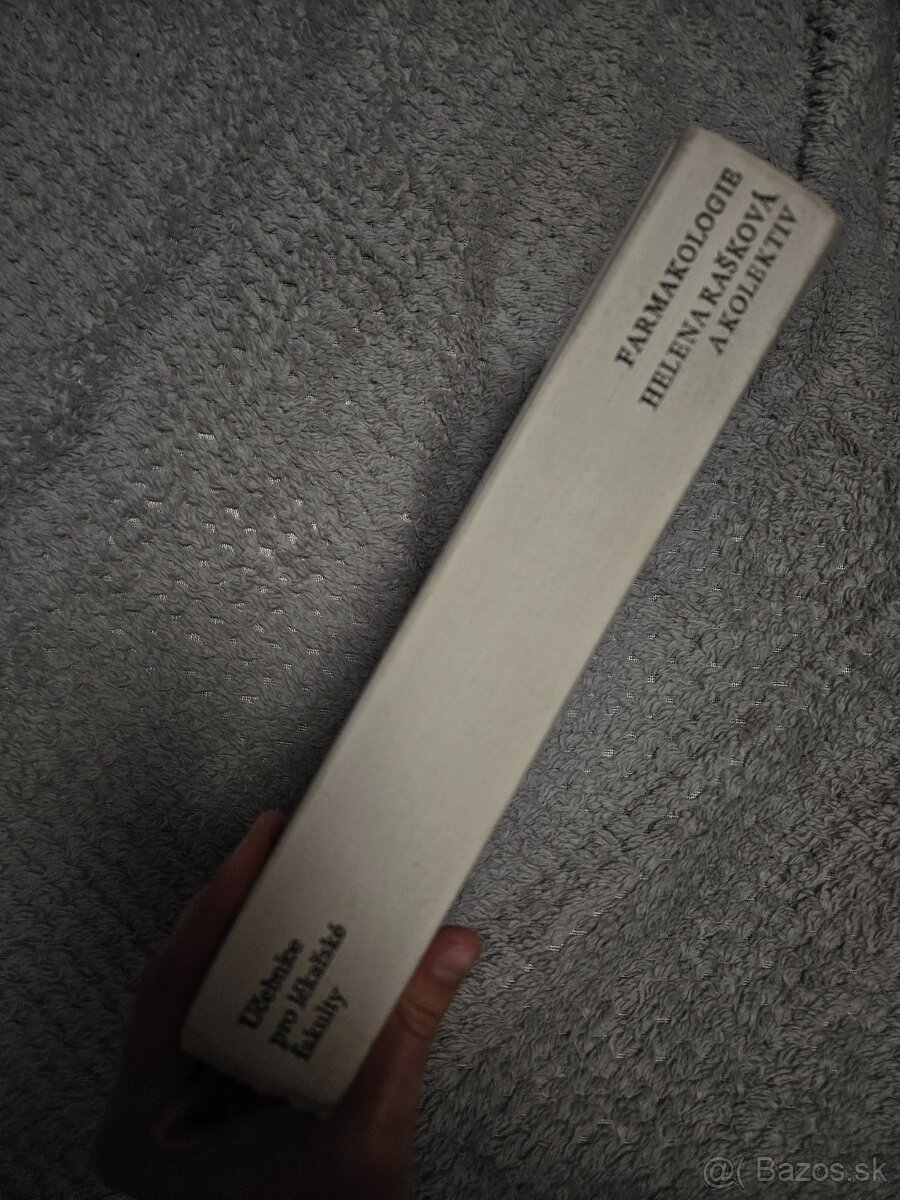 FARMAKOLOGIE
HELENA RAŠKOVÁ
A KOLEKTIV
Učebnice
pro lékařské
fakulty
@( Bazos.sk